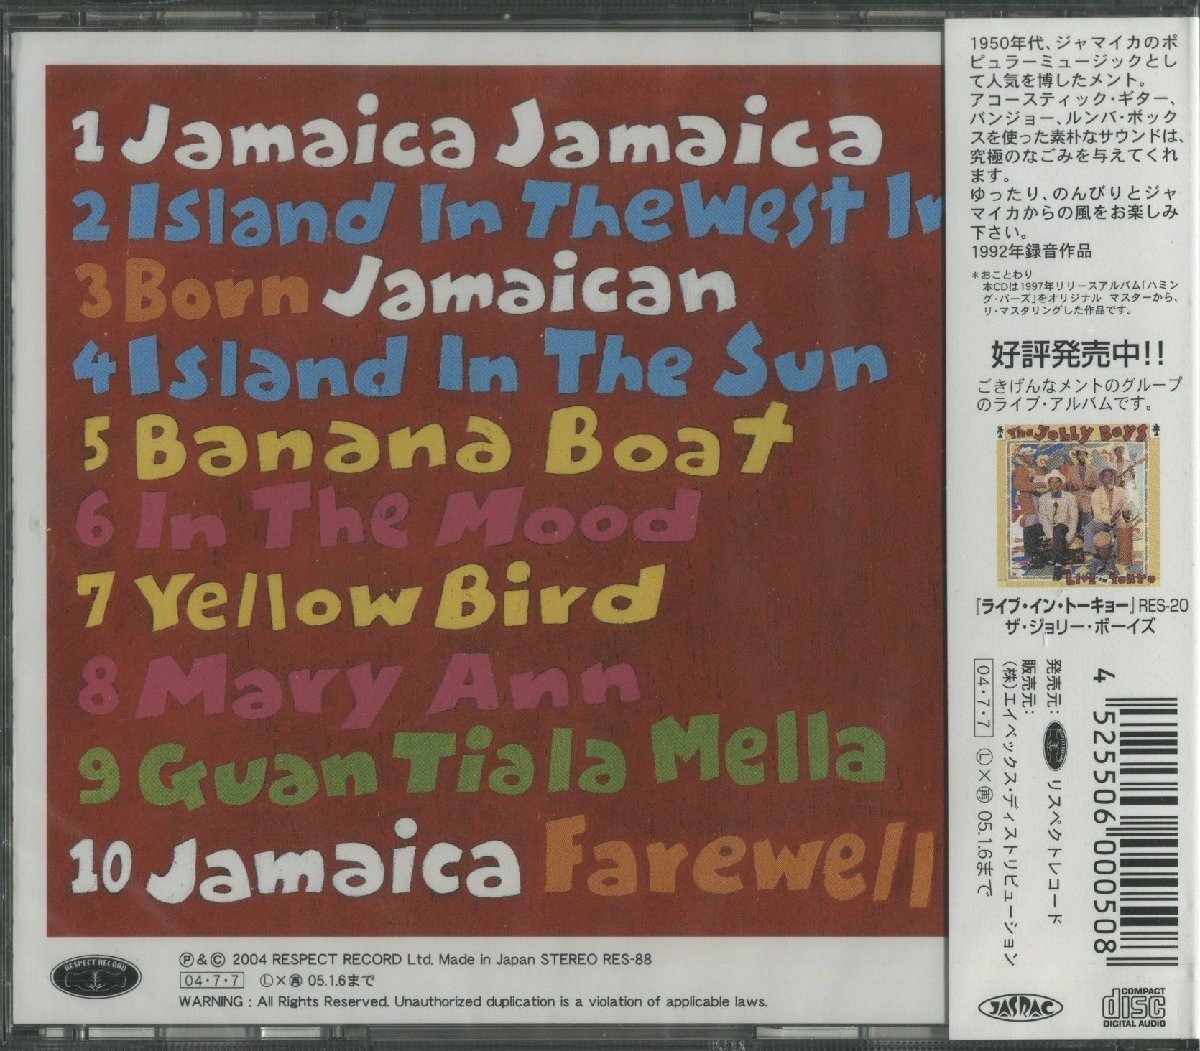 1 Jamaica Jamaica
2 Island In The West In
3 Born Jamaican
4 Island In The Sun
5 Banana Boat
6 In The Mood
7 Yellow Bird
8 Mary Ann
9 Guan Tiala Mella
10 Jamaica Farewell
RESPECT RECORD
Ⓟ & Ⓒ 2004 RESPECT RECORD Ltd. Made in Japan STEREO RES-88
04・7・7 Ⓛ×㊢ 05.1.6まで
WARNING : All Rights Reserved. Unauthorized duplication is a violation of applicable laws.
1950年代、ジャマイカのポ
ピュラーミュージックとし
て人気を博したメント。
アコースティック・ギター、
バンジョー、ルンバ・ボック
スを使った素朴なサウンドは、
究極のなごみを与えてくれ
ます。
ゆったり、のんびりとジャ
マイカからの風をお楽しみ
下さい。
1992年録音作品
*おことわり
本CDは1997年リリースアルバム「ハミン
グ・バーズ」をオリジナル マスターから、
リ・マスタリングした作品です。
好評発売中!!
ごきげんなメントのグループ
のライブ・アルバムです。
The Jolly Boys
Live in Tokyo
『ライブ・イン・トーキョー』RES-20
ザ・ジョリー・ボーイズ
発売元: リスペクトレコード
販売元:
(株)エイベックス・ディストリビューション
04・7・7 Ⓛ×㊢ 05.1.6まで
4 525506 000508
JASRAC
COMPACT
disc
DIGITAL AUDIO